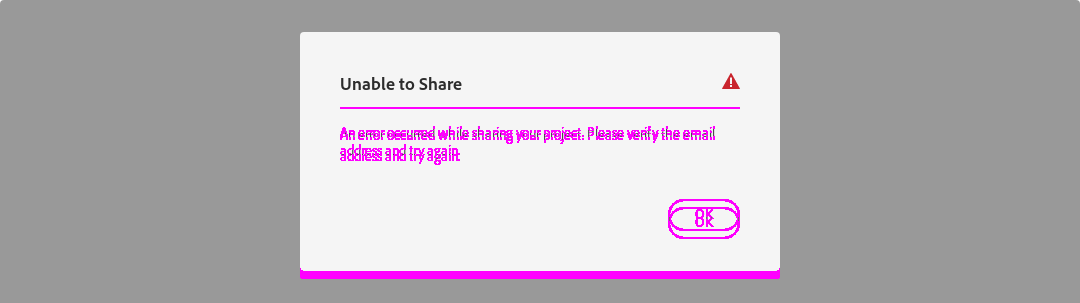 Unable to Share
An error occurred while sharing your project. Please verify the email
address and try again.
OK